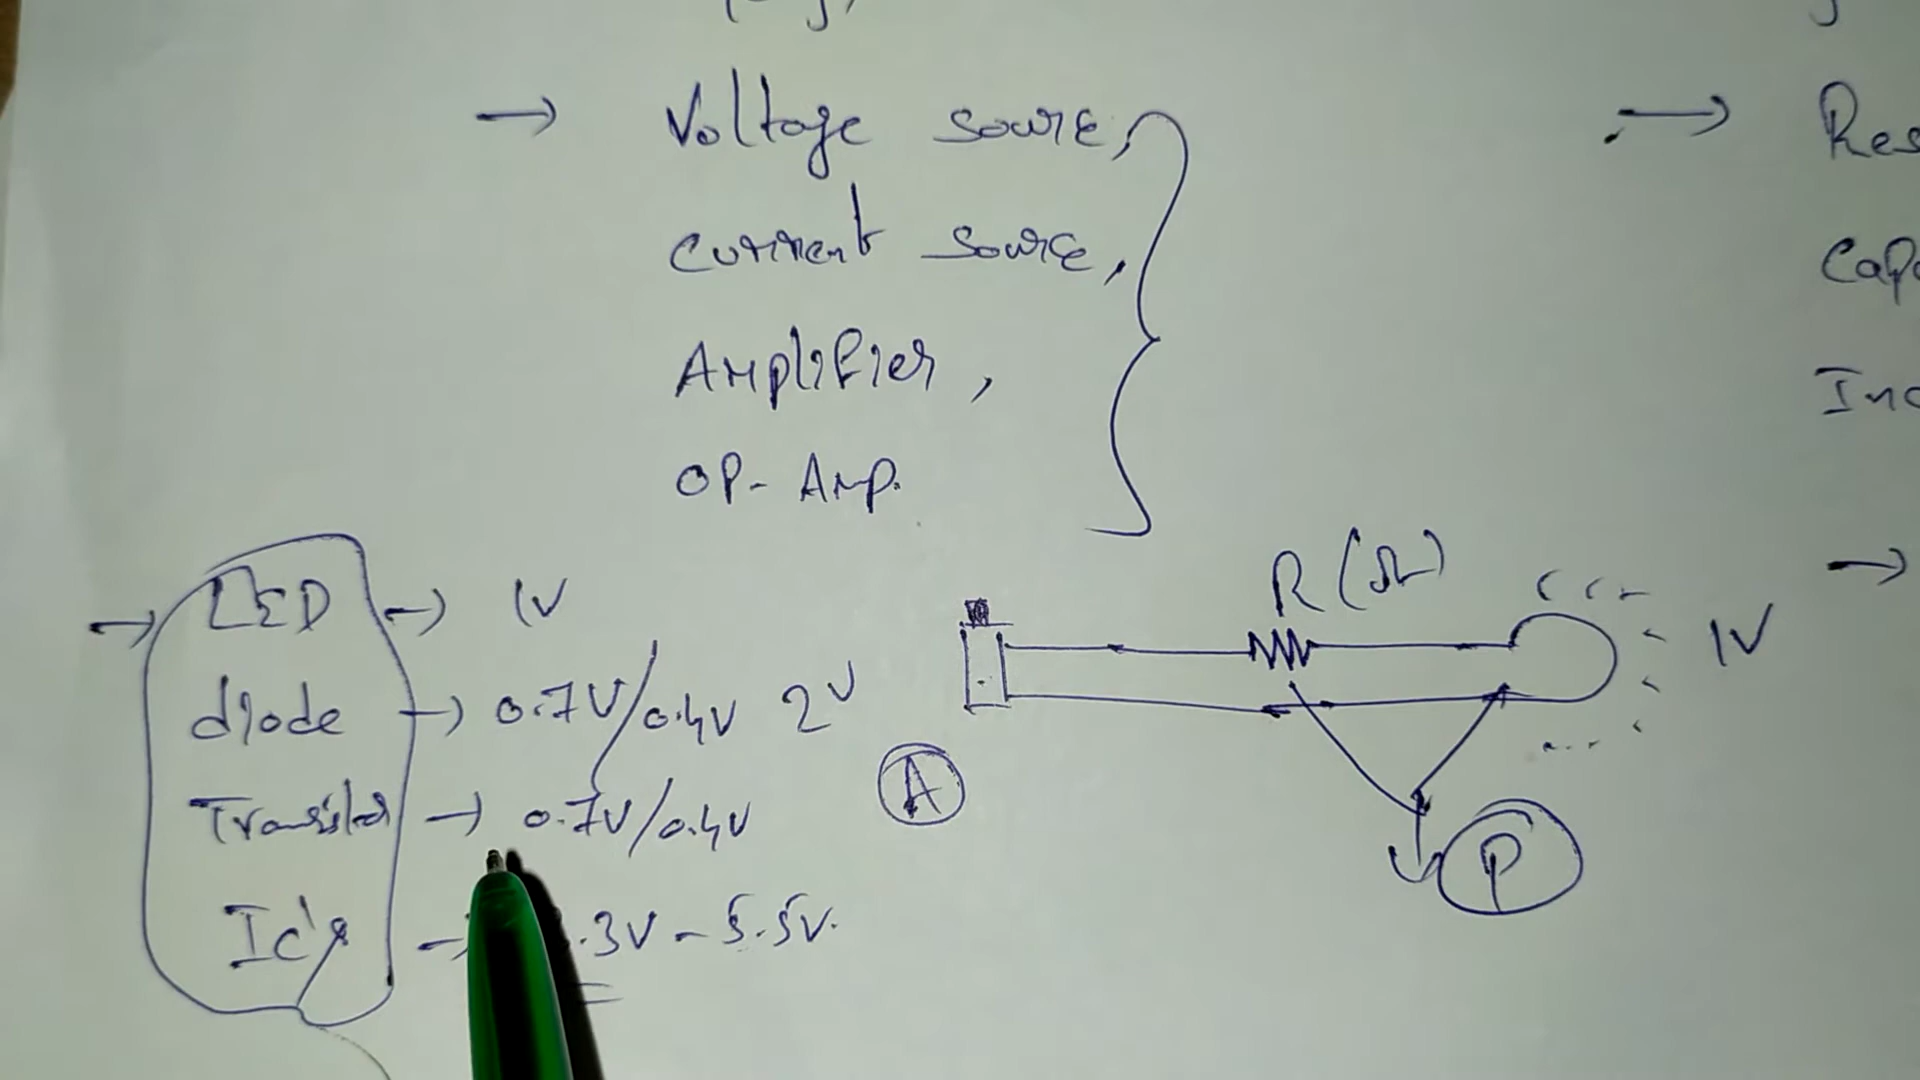 → Voltage source,
current source,
Amplifier,
OP-Amp.
→ Res
Capa
Ind
→ LED → 1V
diode → 0.7V/0.4V 2V
Transistor → 0.7V/0.4V
Ic's → .3V - 5.5V.
R (Ω)
1V
A
P
→